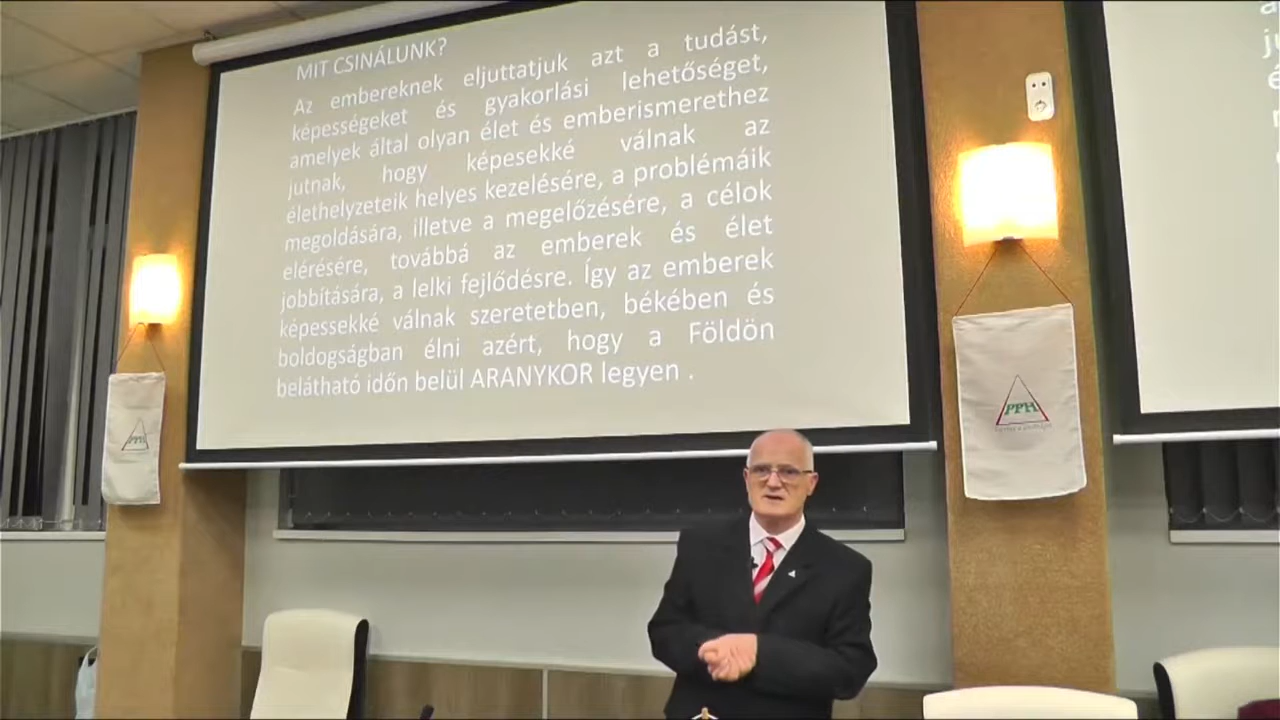 MIT CSINÁLUNK?
Az embereknek eljuttatjuk azt a tudást,
képességeket és gyakorlási lehetőséget,
amelyek által olyan élet és emberismerethez
jutnak, hogy képesekké válnak az
élethelyzeteik helyes kezelésére, a problémáik
megoldására, illetve a megelőzésére, a célok
elérésére, továbbá az emberek és élet
jobbítására, a lelki fejlődésre. Így az emberek
képessekké válnak szeretetben, békében és
boldogságban élni azért, hogy a Földön
belátható időn belül ARANYKOR legyen .
PPH
PPH